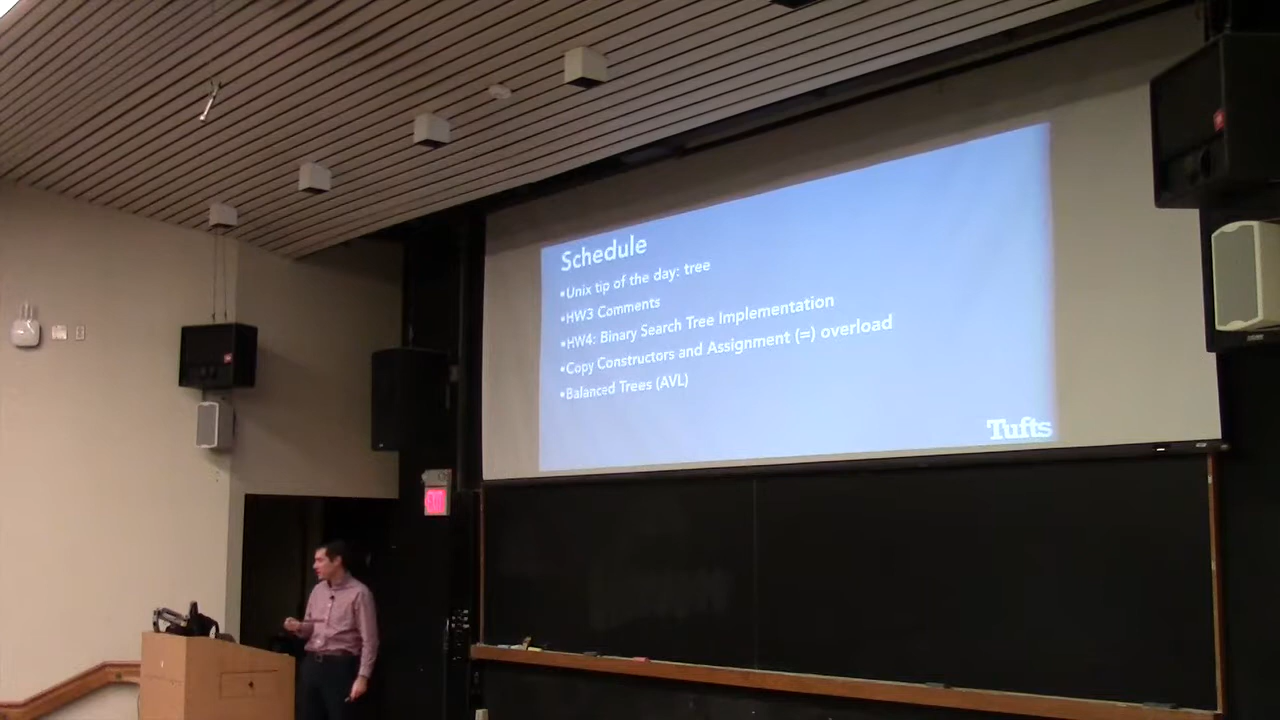 Schedule
▪Unix tip of the day: tree
▪HW3 Comments
▪HW4: Binary Search Tree Implementation
▪Copy Constructors and Assignment (=) overload
▪Balanced Trees (AVL)
Tufts